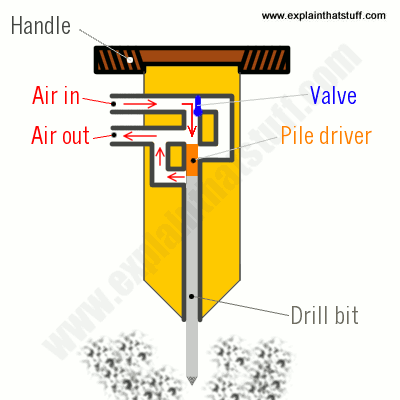 www.explainthatstuff.com
Handle
Air in
Valve
Air out
Pile driver
Drill bit
www.explainthatstuff.com